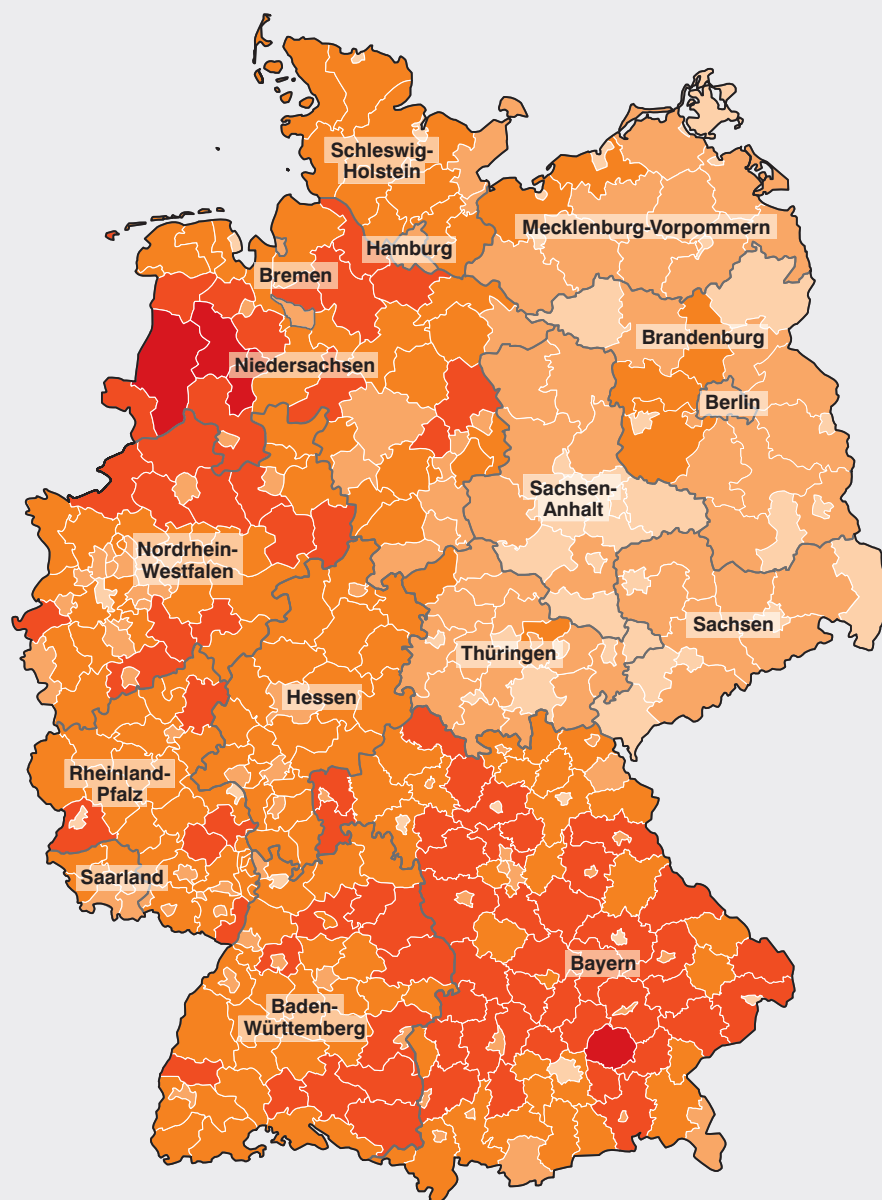 Schleswig-
Holstein
Mecklenburg-Vorpommern
Hamburg
Bremen
Brandenburg
Niedersachsen
Berlin
Sachsen-
Anhalt
Nordrhein-
Westfalen
Sachsen
Thüringen
Hessen
Rheinland-
Pfalz
Saarland
Bayern
Baden-
Württemberg